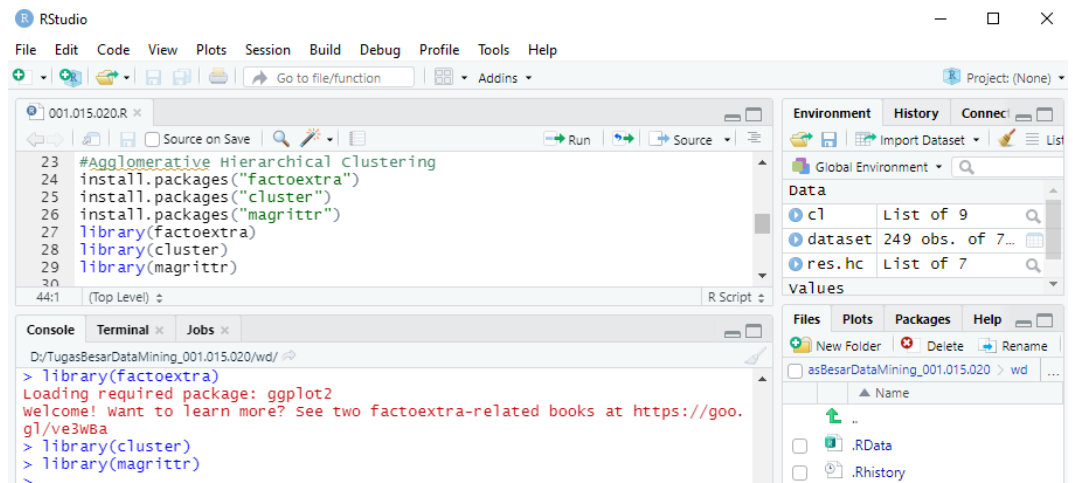 RStudio
File Edit Code View Plots Session Build Debug Profile Tools Help
Go to file/function Addins Project: (None)
001.015.020.R
Source on Save Run Source
23 #Agglomerative Hierarchical Clustering
24 install.packages("factoextra")
25 install.packages("cluster")
26 install.packages("magrittr")
27 library(factoextra)
28 library(cluster)
29 library(magrittr)
30
44:1 (Top Level) R Script
Console Terminal Jobs
D:/TugasBesarDataMining_001.015.020/wd/
> library(factoextra)
Loading required package: ggplot2
Welcome! Want to learn more? See two factoextra-related books at https://goo.
gl/ve3WBa
> library(cluster)
> library(magrittr)
>
Environment History Connect
Import Dataset List
Global Environment
Data
cl List of 9
dataset 249 obs. of 7…
res.hc List of 7
Values
Files Plots Packages Help
New Folder Delete Rename
asBesarDataMining_001.015.020 > wd ...
Name
..
.RData
.Rhistory